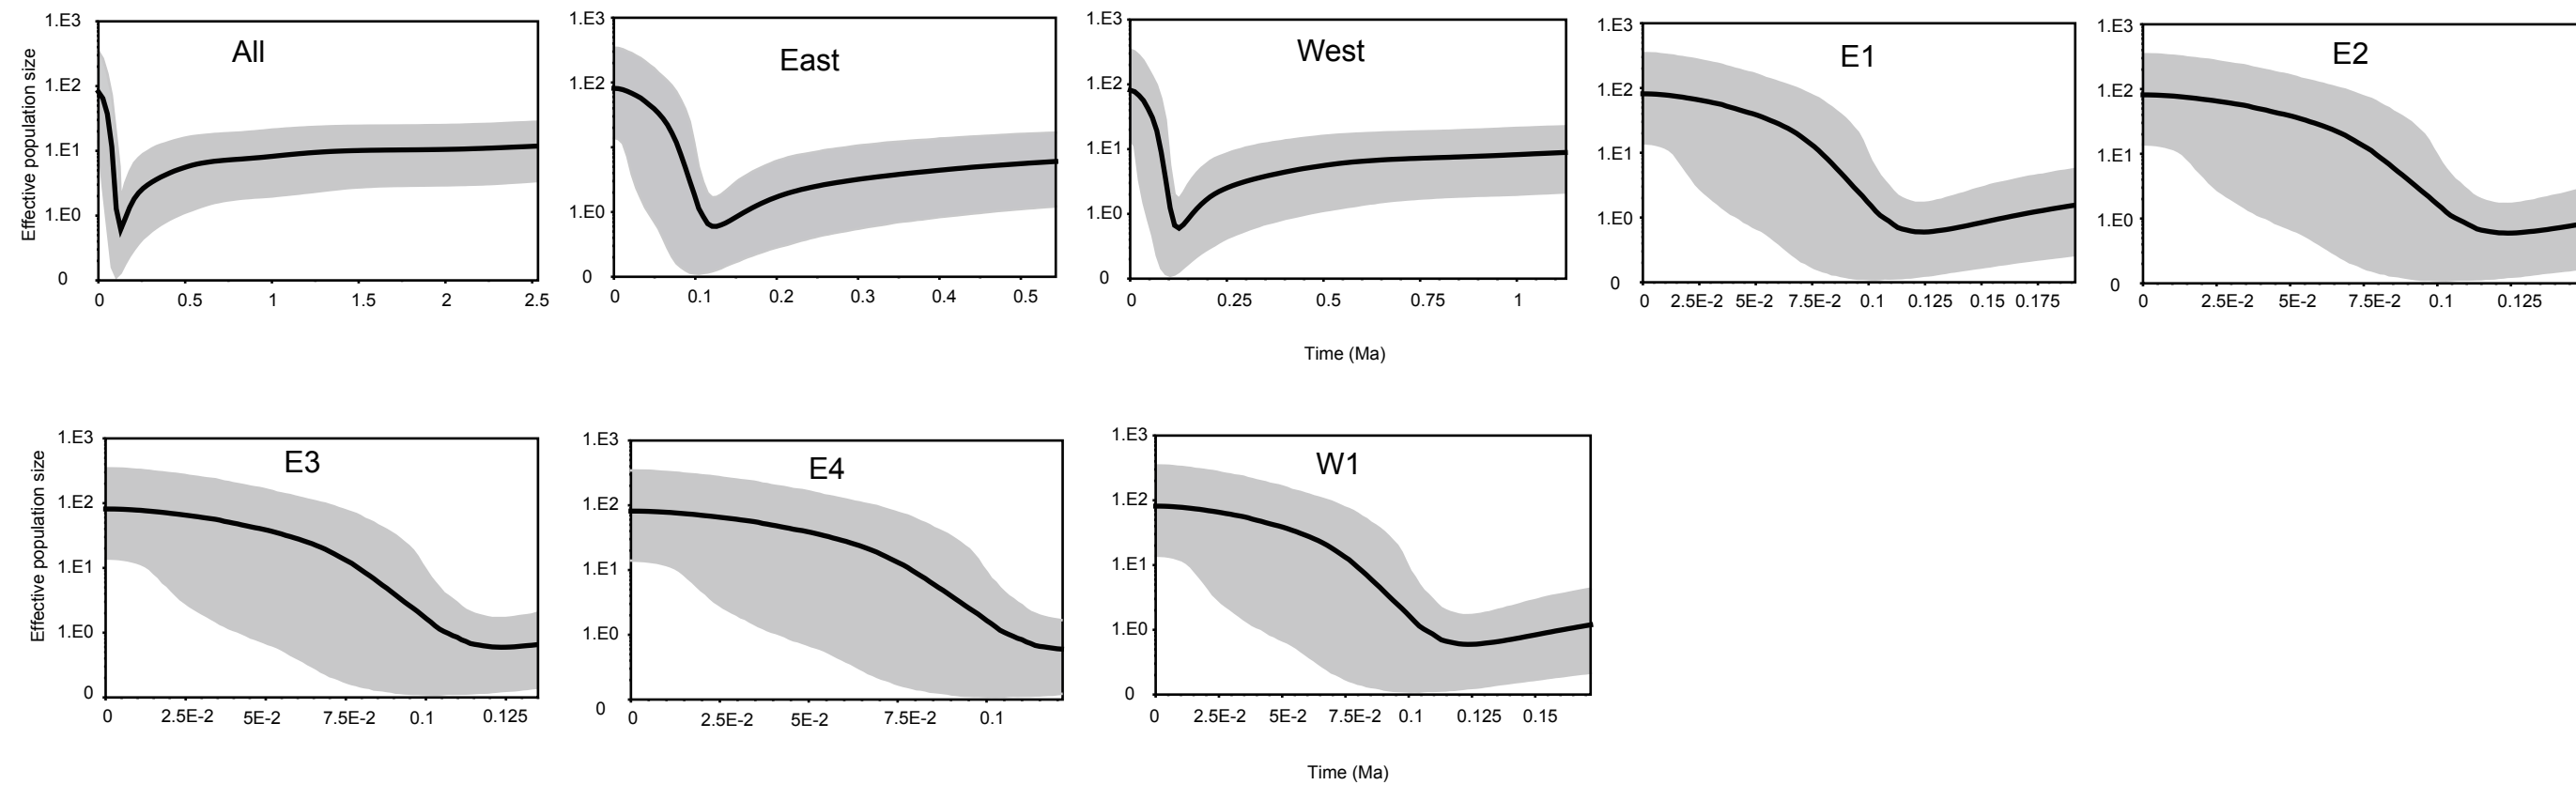 All
Effective population size
1.E3
1.E2
1.E1
1.E0
0
0 0.5 1 1.5 2 2.5
East
1.E3
1.E2
1.E0
0
0 0.1 0.2 0.3 0.4 0.5
West
1.E3
1.E2
1.E1
1.E0
0
0 0.25 0.5 0.75 1
E1
1.E3
1.E2
1.E1
1.E0
0
0 2.5E-2 5E-2 7.5E-2 0.1 0.125 0.15 0.175
E2
1.E3
1.E2
1.E1
1.E0
0
0 2.5E-2 5E-2 7.5E-2 0.1 0.125
Time (Ma)
E3
Effective population size
1.E3
1.E2
1.E1
1.E0
0
0 2.5E-2 5E-2 7.5E-2 0.1 0.125
E4
1.E3
1.E2
1.E1
1.E0
0
0 2.5E-2 5E-2 7.5E-2 0.1
W1
1.E3
1.E2
1.E1
1.E0
0
0 2.5E-2 5E-2 7.5E-2 0.1 0.125 0.15
Time (Ma)